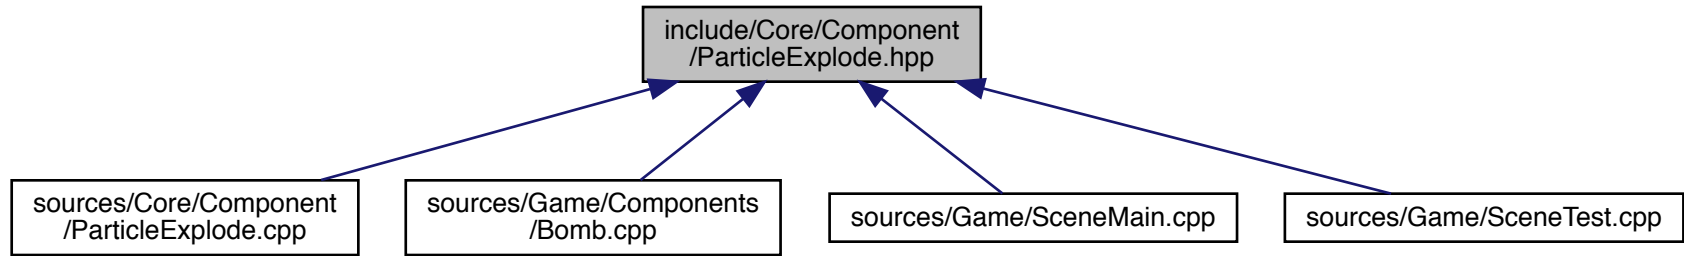 include/Core/Component
/ParticleExplode.hpp
sources/Core/Component
/ParticleExplode.cpp
sources/Game/Components
/Bomb.cpp
sources/Game/SceneMain.cpp
sources/Game/SceneTest.cpp